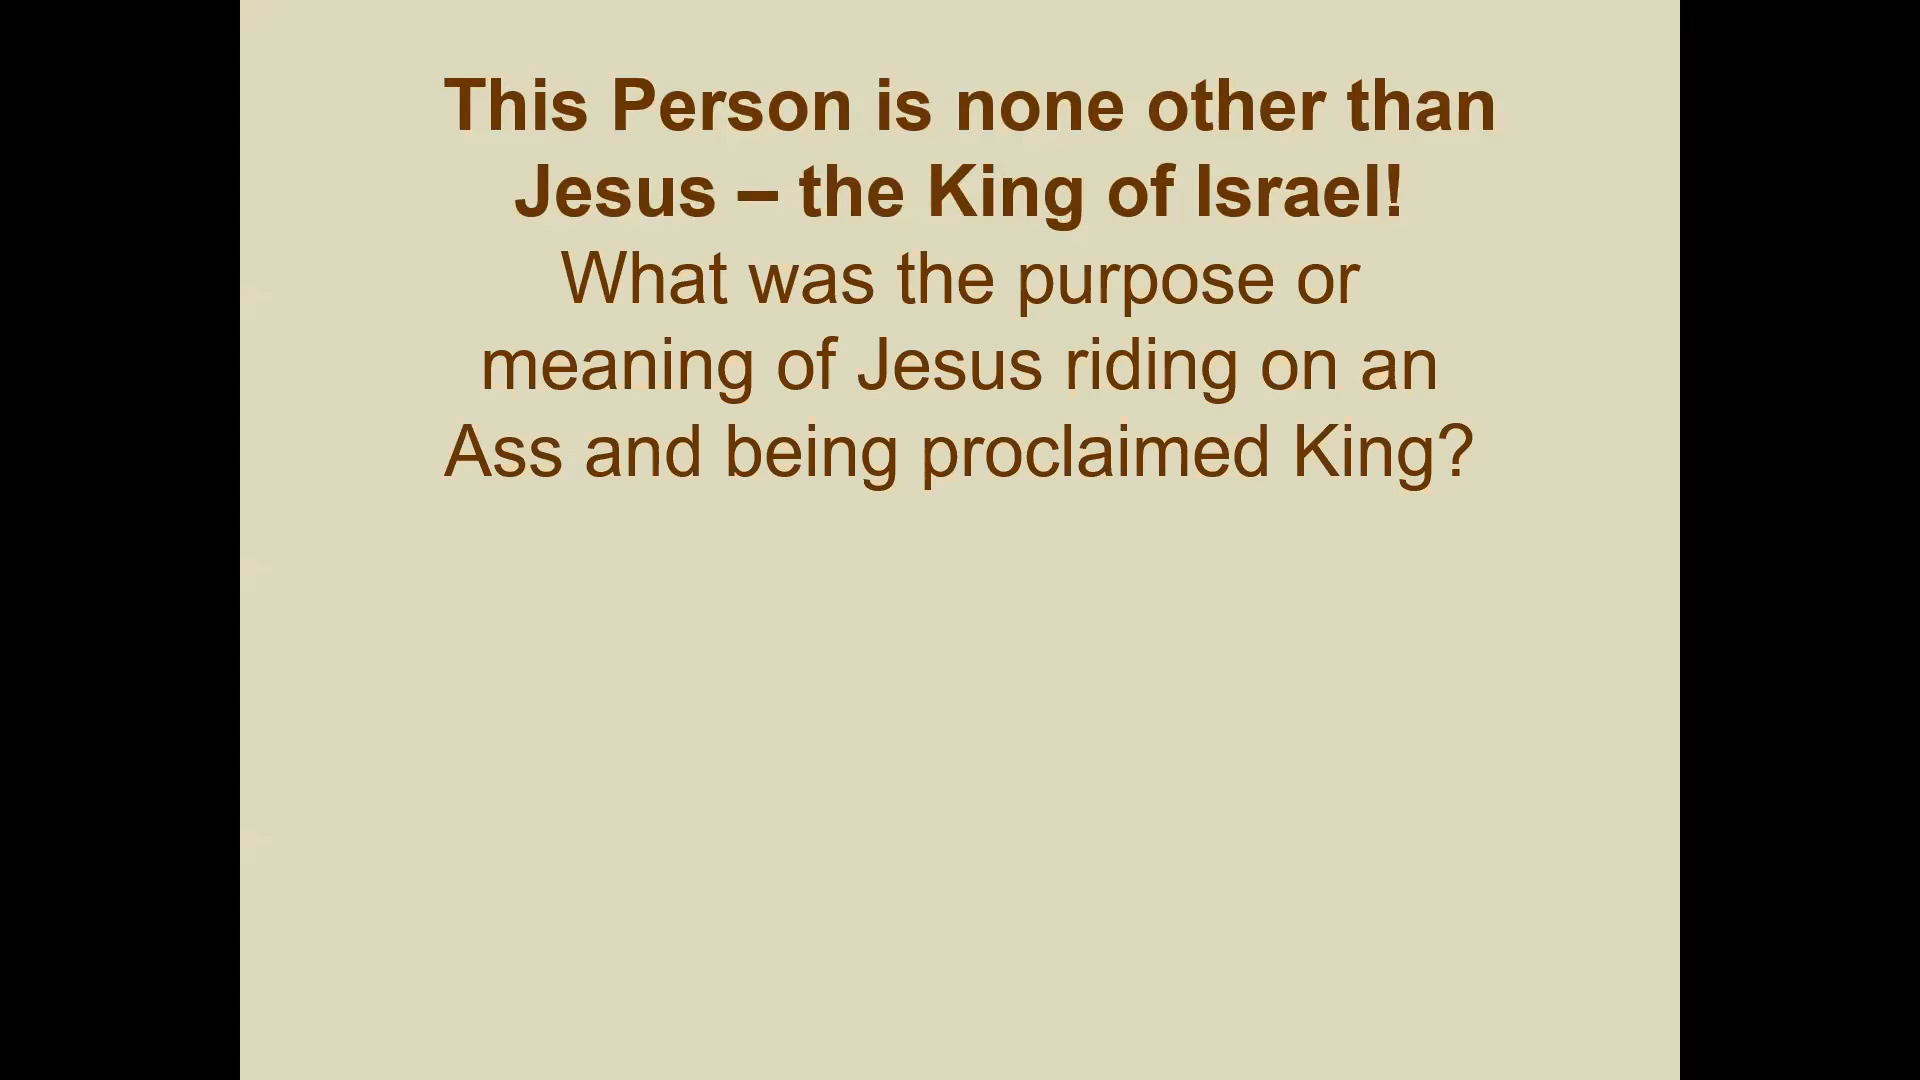 This Person is none other than
Jesus – the King of Israel!
What was the purpose or
meaning of Jesus riding on an
Ass and being proclaimed King?